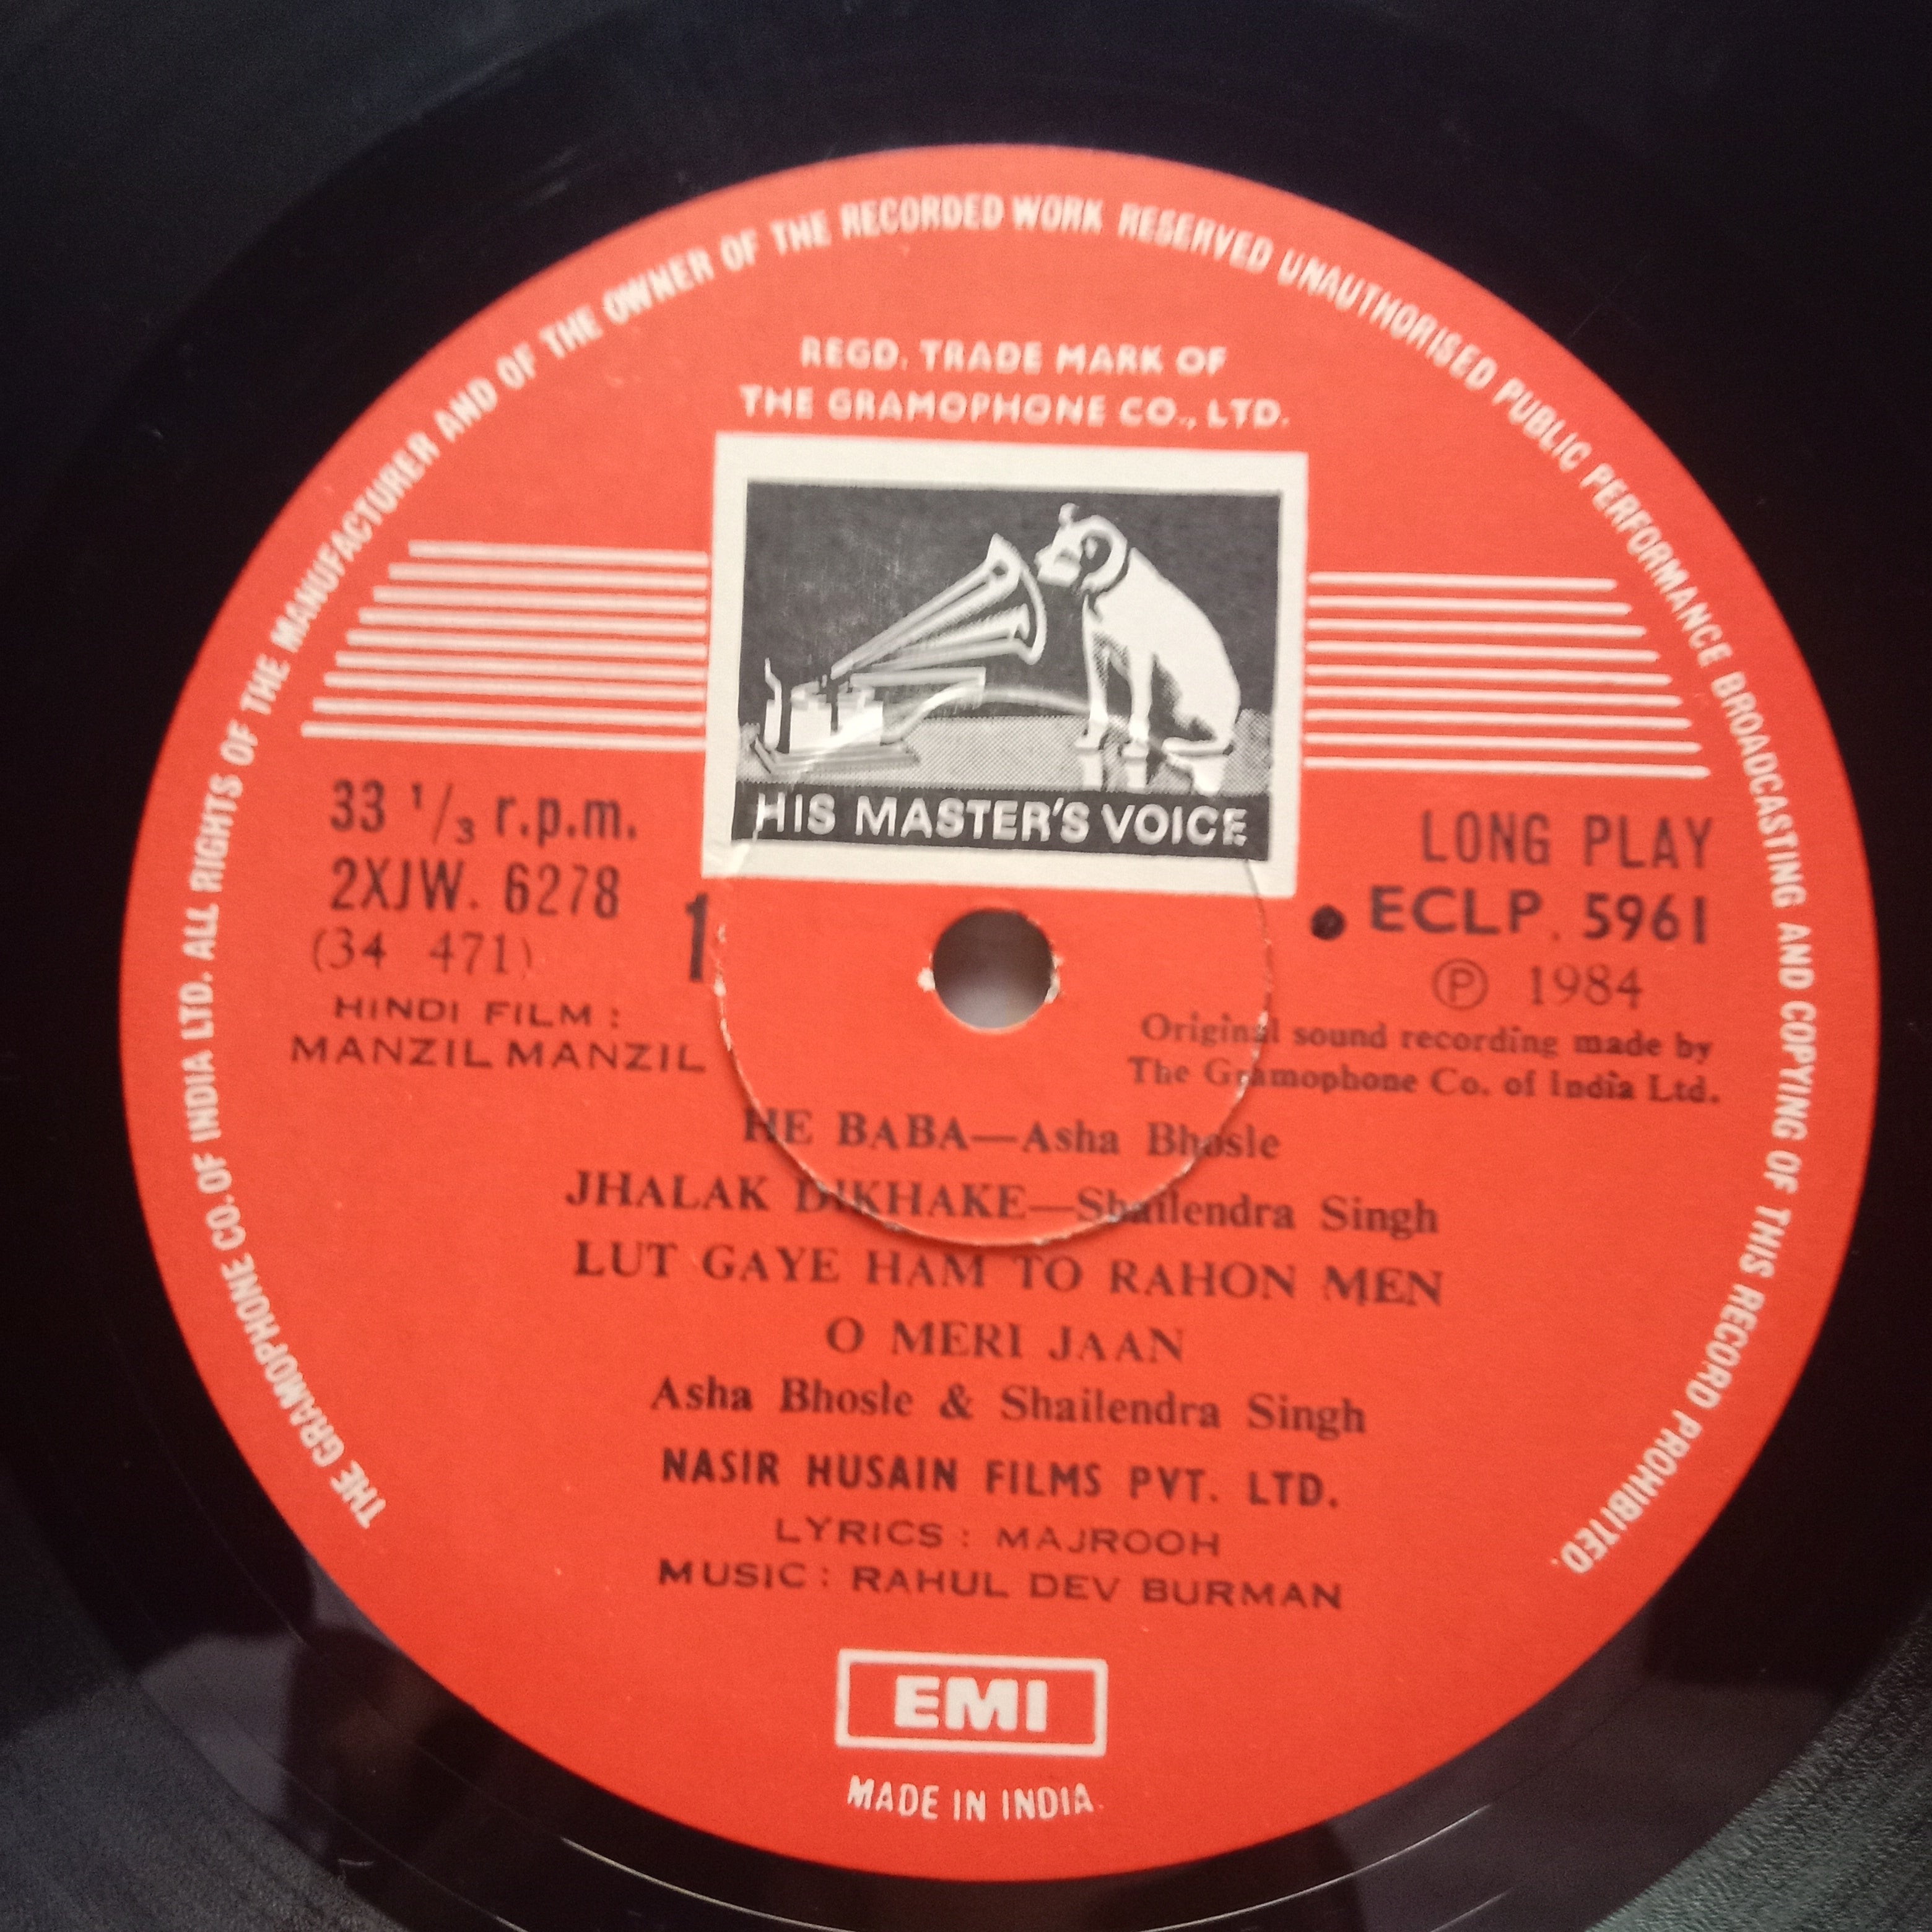 THE GRAMOPHONE CO. OF INDIA LTD. ALL RIGHTS OF THE MANUFACTURER AND OF THE OWNER OF THE RECORDED WORK RESERVED UNAUTHORISED PUBLIC PERFORMANCE BROADCASTING AND COPYING OF THIS RECORD PROHIBITED.
REGD. TRADE MARK OF
THE GRAMOPHONE CO., LTD.
HIS MASTER'S VOICE
33 1/3 r.p.m.
2XJW. 6278
(34 471)
1
HINDI FILM :
MANZIL MANZIL
LONG PLAY
• ECLP. 5961
Ⓟ 1984
Original sound recording made by
The Gramophone Co. of India Ltd.
HE BABA—Asha Bhosle
JHALAK DIKHAKE—Shailendra Singh
LUT GAYE HAM TO RAHON MEN
O MERI JAAN
Asha Bhosle & Shailendra Singh
NASIR HUSAIN FILMS PVT. LTD.
LYRICS : MAJROOH
MUSIC : RAHUL DEV BURMAN
EMI
MADE IN INDIA.